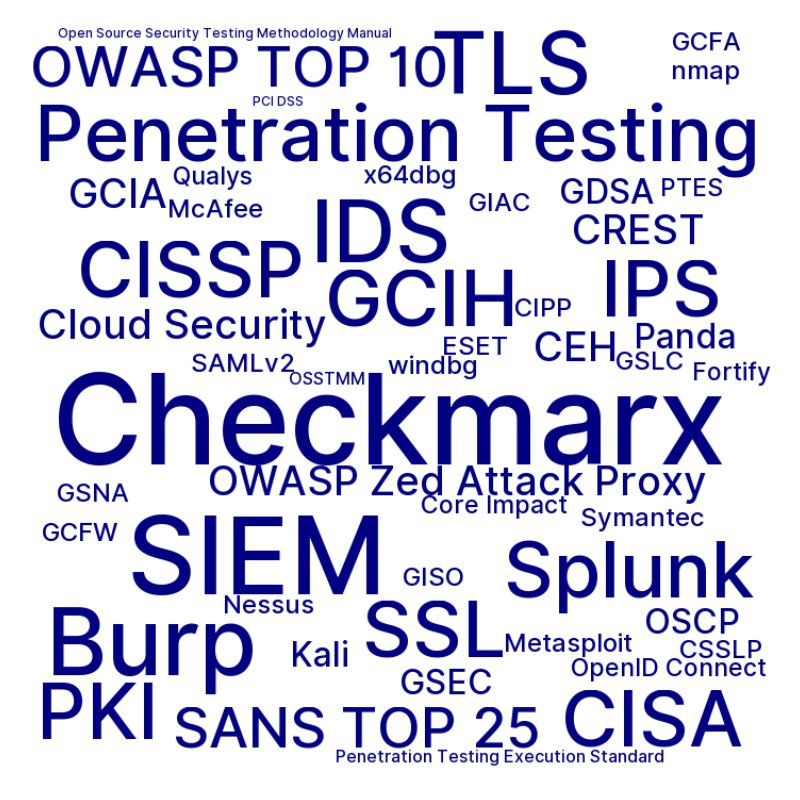 Open Source Security Testing Methodology Manual
OWASP TOP 10
TLS
GCFA
nmap
PCI DSS
Penetration Testing
Qualys
x64dbg
GCIA
McAfee
GIAC
GDSA
PTES
IDS
CREST
CISSP
GCIH
IPS
CIPP
Cloud Security
ESET
CEH
Panda
SAMLv2
OSSTMM
windbg
GSLC
Fortify
Checkmarx
OWASP Zed Attack Proxy
GSNA
Core Impact
Symantec
GCFW
SIEM
GISO
Splunk
Nessus
Burp
Kali
SSL
OSCP
Metasploit
CSSLP
OpenID Connect
GSEC
PKI
SANS TOP 25
CISA
Penetration Testing Execution Standard